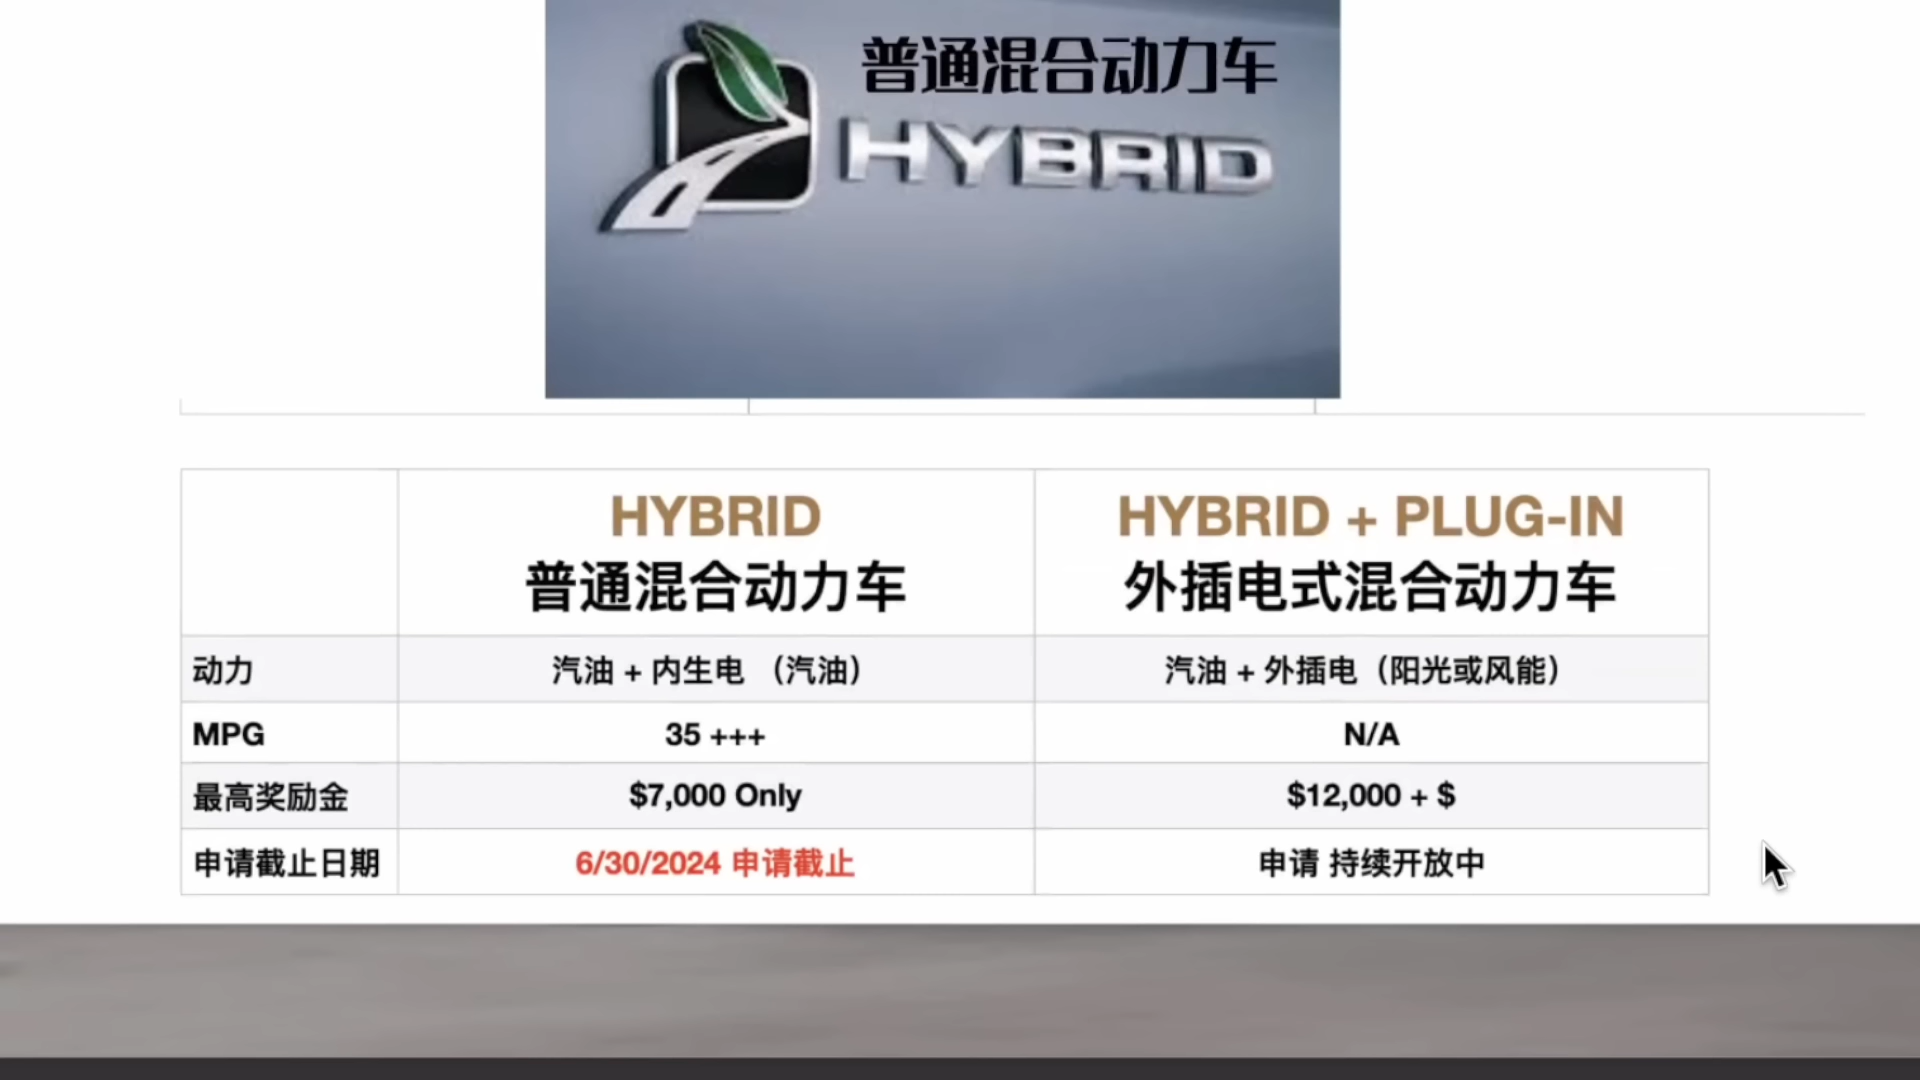 普通混合动力车
HYBRID
HYBRID
普通混合动力车
HYBRID + PLUG-IN
外插电式混合动力车
动力
汽油 + 内生电 （汽油）
汽油 + 外插电（阳光或风能）
MPG
35 +++
N/A
最高奖励金
$7,000 Only
$12,000 + $
申请截止日期
6/30/2024 申请截止
申请 持续开放中